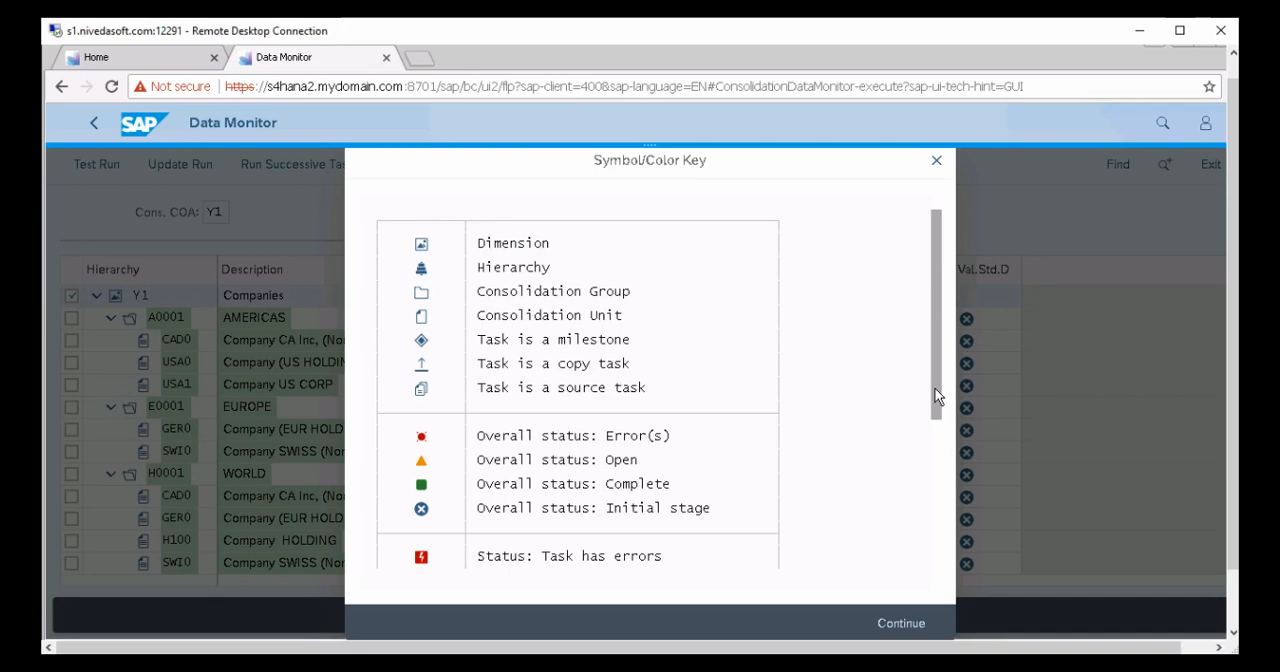 s1.nivedasoft.com:12291 - Remote Desktop Connection
Home
Data Monitor
Not secure https://s4hana2.mydomain.com:8701/sap/bc/ui2/flp?sap-client=400&sap-language=EN#ConsolidationDataMonitor-execute?sap-ui-tech-hint=GUI
SAP Data Monitor
Test Run Update Run Run Successive Tas Find Exit
Symbol/Color Key
Cons. COA: Y1
Hierarchy Description Val.Std.D
Y1 Companies
A0001 AMERICAS
CAD0 Company CA Inc, (Nor
USA0 Company (US HOLDIN
USA1 Company US CORP
E0001 EUROPE
GER0 Company (EUR HOLD
SWI0 Company SWISS (Nor
H0001 WORLD
CAD0 Company CA Inc, (Nor
GER0 Company (EUR HOLD
H100 Company HOLDING
SWI0 Company SWISS (Nor
Dimension
Hierarchy
Consolidation Group
Consolidation Unit
Task is a milestone
Task is a copy task
Task is a source task
Overall status: Error(s)
Overall status: Open
Overall status: Complete
Overall status: Initial stage
Status: Task has errors
Continue